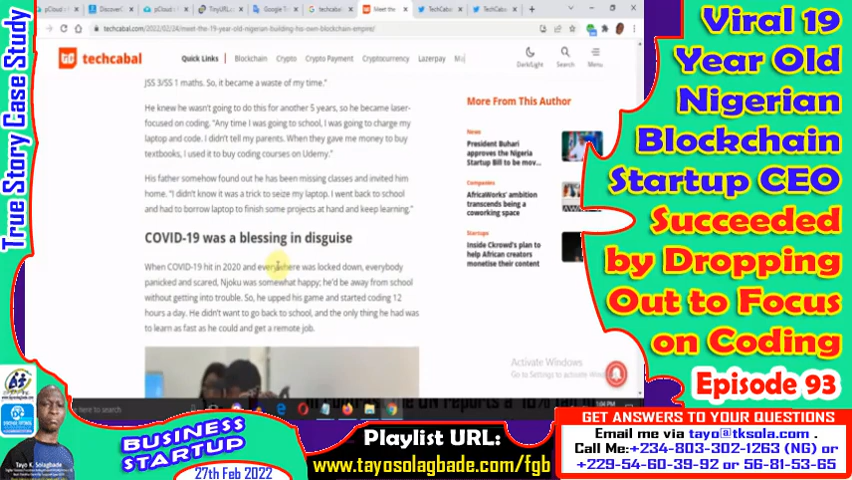 True Story Case Study
pCloud
Discover
pCloud
TinyURL
Google T
techcabal
Meet the
TechCabo
TechCabo
techcabal.com/2022/02/24/meet-the-19-year-old-nigerian-building-his-own-blockchain-empire/
techcabal
Quick Links
Blockchain
Crypto
Crypto Payment
Cryptocurrency
Lazerpay
Dark/Light
Search
Menu
JSS 3/SS 1 maths. So, it became a waste of my time."
He knew he wasn't going to do this for another 5 years, so he became laser-
focused on coding. "Any time I was going to school, I was going to charge my
laptop and code. I didn't tell my parents. When they gave me money to buy
textbooks, I used it to buy coding courses on Udemy."
His father somehow found out he has been missing classes and invited him
home. "I didn't know it was a trick to seize my laptop. I went back to school
and had to borrow laptop to finish some projects at hand and keep learning."
COVID-19 was a blessing in disguise
When COVID-19 hit in 2020 and everywhere was locked down, everybody
panicked and scared, Njoku was somewhat happy; he'd be away from school
without getting into trouble. So, he upped his game and started coding 12
hours a day. He didn't want to go back to school, and the only thing he had was
to learn as fast as he could and get a remote job.
More From This Author
News
President Buhari
approves the Nigeria
Startup Bill to be mov...
Companies
AfricaWorks' ambition
transcends being a
coworking space
Startups
Inside Ckrowd's plan to
help African creators
monetise their content
Activate Windows
Go to Settings to activate Windows
here to search
1:06 PM
Viral 19
Year Old
Nigerian
Blockchain
Startup CEO
Succeeded
by Dropping
Out to Focus
on Coding
Episode 93
Tayo K. Solagbade
BUSINESS
STARTUP
27th Feb 2022
Playlist URL:
www.tayosolagbade.com/fgb
GET ANSWERS TO YOUR QUESTIONS
Email me via tayo@tksola.com .
Call Me:+234-803-302-1263 (NG) or
+229-54-60-39-92 or 56-81-53-65